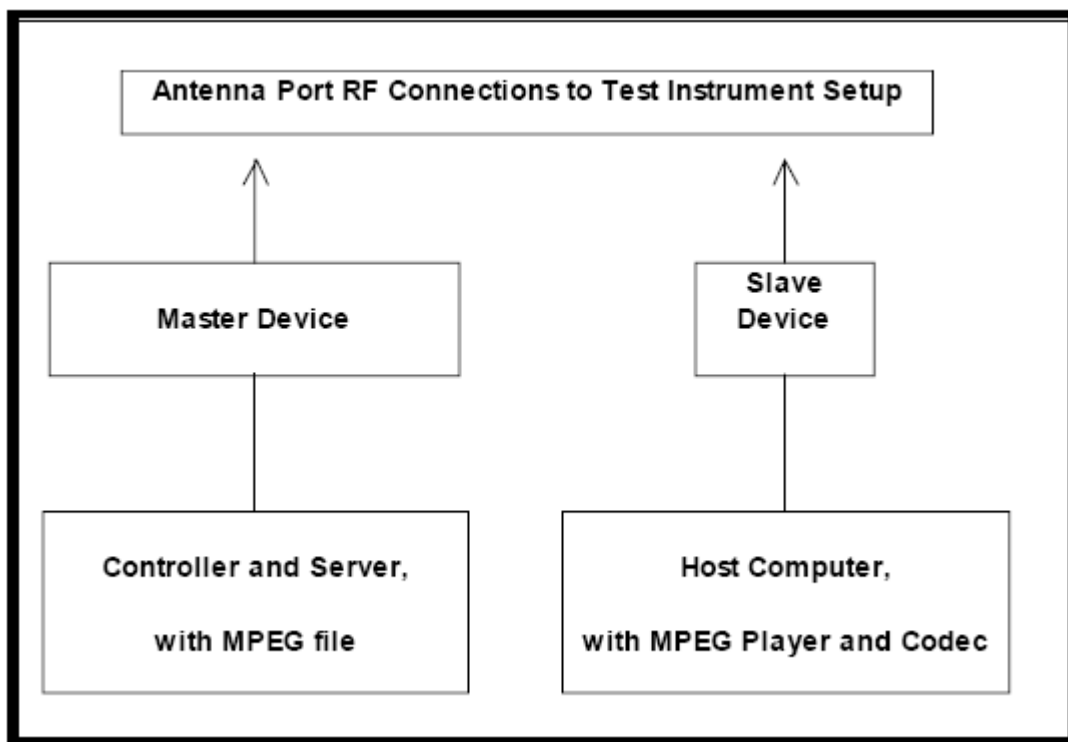 Antenna Port RF Connections to Test Instrument Setup
Master Device
Slave
Device
Controller and Server,
with MPEG file
Host Computer,
with MPEG Player and Codec